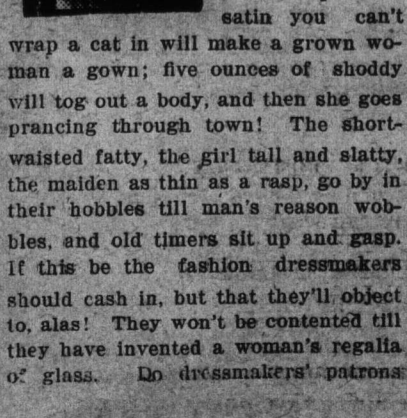 satin you can't
wrap a cat in will make a grown wo-
man a gown; five ounces of shoddy
will tog out a body, and then she goes
prancing through town! The short-
waisted fatty, the girl tall and slatty,
the maiden as thin as a rasp, go by in
their hobbles till man's reason wob-
bles, and old timers sit up and gasp.
If this be the fashion dressmakers
should cash in, but that they'll object
to, alas! They won't be contented till
they have invented a woman's regalia
of glass. Do dressmakers' patrons